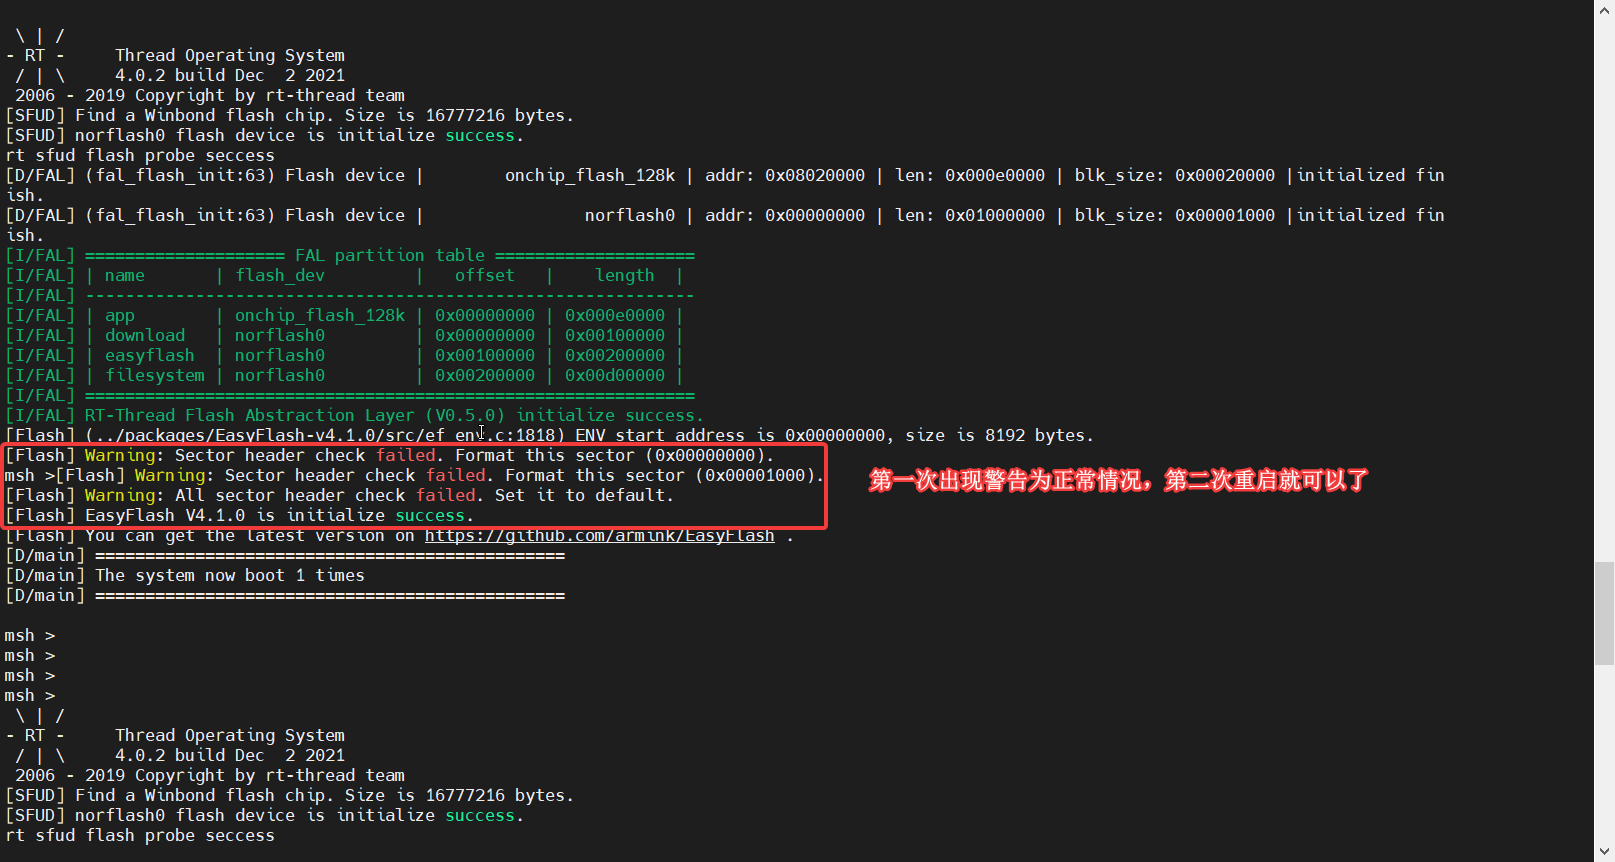 \ | /
- RT -     Thread Operating System
/ | \     4.0.2 build Dec  2 2021
2006 - 2019 Copyright by rt-thread team
[SFUD] Find a Winbond flash chip. Size is 16777216 bytes.
[SFUD] norflash0 flash device is initialize success.
rt sfud flash probe seccess
[D/FAL] (fal_flash_init:63) Flash device |        onchip_flash_128k | addr: 0x08020000 | len: 0x000e0000 | blk_size: 0x00020000 |initialized fin
ish.
[D/FAL] (fal_flash_init:63) Flash device |                norflash0 | addr: 0x00000000 | len: 0x01000000 | blk_size: 0x00001000 |initialized fin
ish.
[I/FAL] ==================== FAL partition table ====================
[I/FAL] | name       | flash_dev         |   offset   |    length  |
[I/FAL] -------------------------------------------------------------
[I/FAL] | app        | onchip_flash_128k | 0x00000000 | 0x000e0000 |
[I/FAL] | download   | norflash0         | 0x00000000 | 0x00100000 |
[I/FAL] | easyflash  | norflash0         | 0x00100000 | 0x00200000 |
[I/FAL] | filesystem | norflash0         | 0x00200000 | 0x00d00000 |
[I/FAL] =============================================================
[I/FAL] RT-Thread Flash Abstraction Layer (V0.5.0) initialize success.
[Flash] (../packages/EasyFlash-v4.1.0/src/ef_env.c:1818) ENV start address is 0x00000000, size is 8192 bytes.
[Flash] Warning: Sector header check failed. Format this sector (0x00000000).
msh >[Flash] Warning: Sector header check failed. Format this sector (0x00001000).
第一次出现警告为正常情况，第二次重启就可以了
[Flash] Warning: All sector header check failed. Set it to default.
[Flash] EasyFlash V4.1.0 is initialize success.
[Flash] You can get the latest version on https://github.com/armink/EasyFlash .
[D/main] ===============================================
[D/main] The system now boot 1 times
[D/main] ===============================================
msh >
msh >
msh >
msh >
\ | /
- RT -     Thread Operating System
/ | \     4.0.2 build Dec  2 2021
2006 - 2019 Copyright by rt-thread team
[SFUD] Find a Winbond flash chip. Size is 16777216 bytes.
[SFUD] norflash0 flash device is initialize success.
rt sfud flash probe seccess